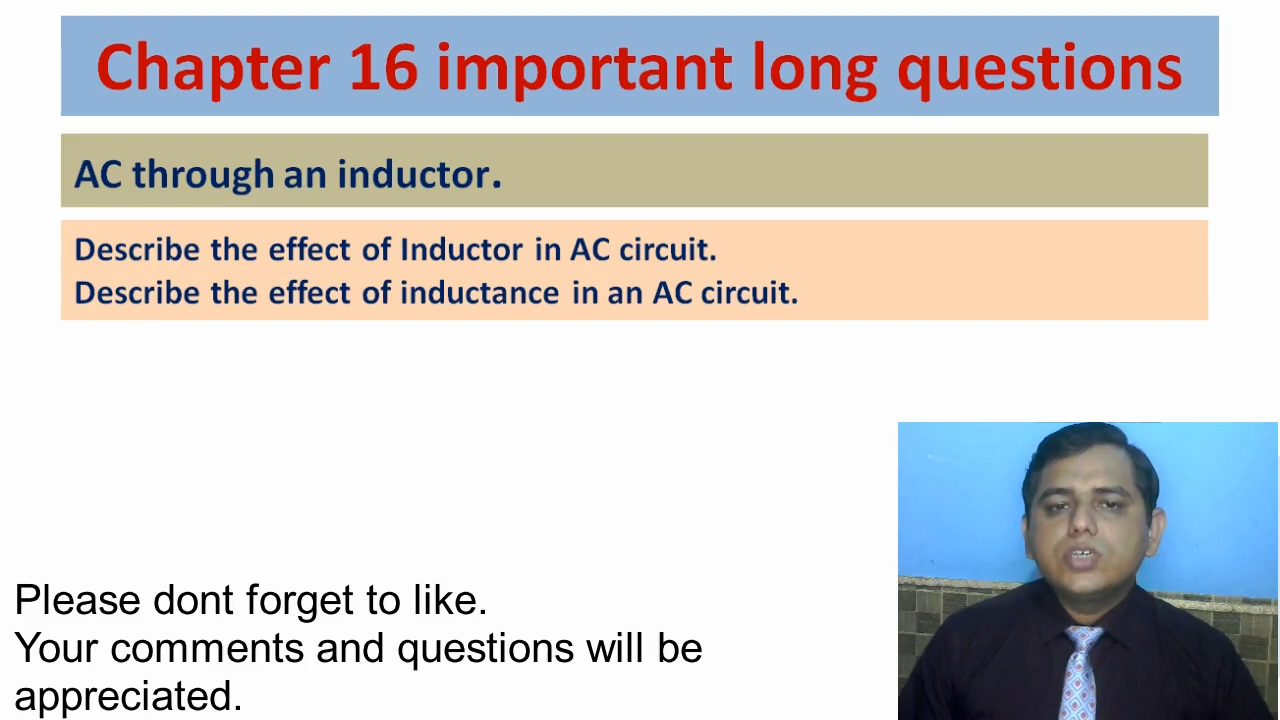 Chapter 16 important long questions
AC through an inductor.
Describe the effect of Inductor in AC circuit.
Describe the effect of inductance in an AC circuit.
Please dont forget to like.
Your comments and questions will be
appreciated.